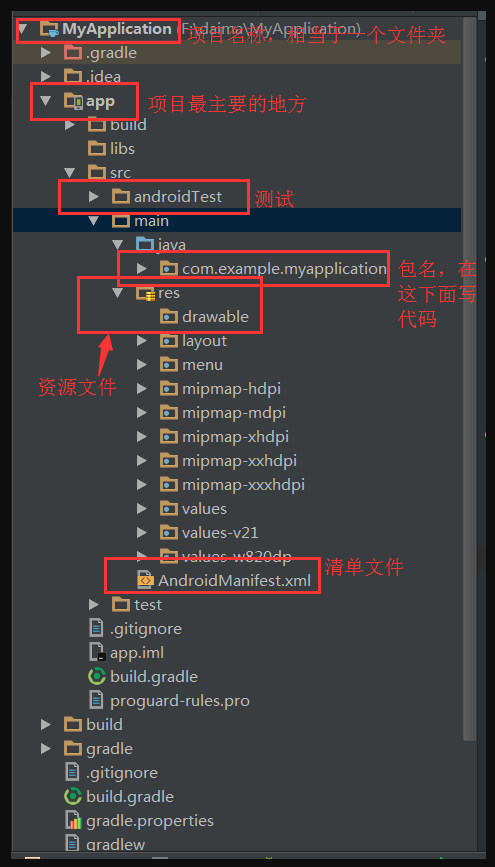 MyApplication (F:\daima\MyApplication) 项目名称，相当于一个文件夹
.gradle
.idea
app 项目最主要的地方
build
libs
src
androidTest 测试
main
java
com.example.myapplication 包名，在
这下面写
代码
res
drawable
layout
资源文件
menu
mipmap-hdpi
mipmap-mdpi
mipmap-xhdpi
mipmap-xxhdpi
mipmap-xxxhdpi
values
values-v21
values-w820dp
AndroidManifest.xml 清单文件
test
.gitignore
app.iml
build.gradle
proguard-rules.pro
build
gradle
.gitignore
build.gradle
gradle.properties
gradlew